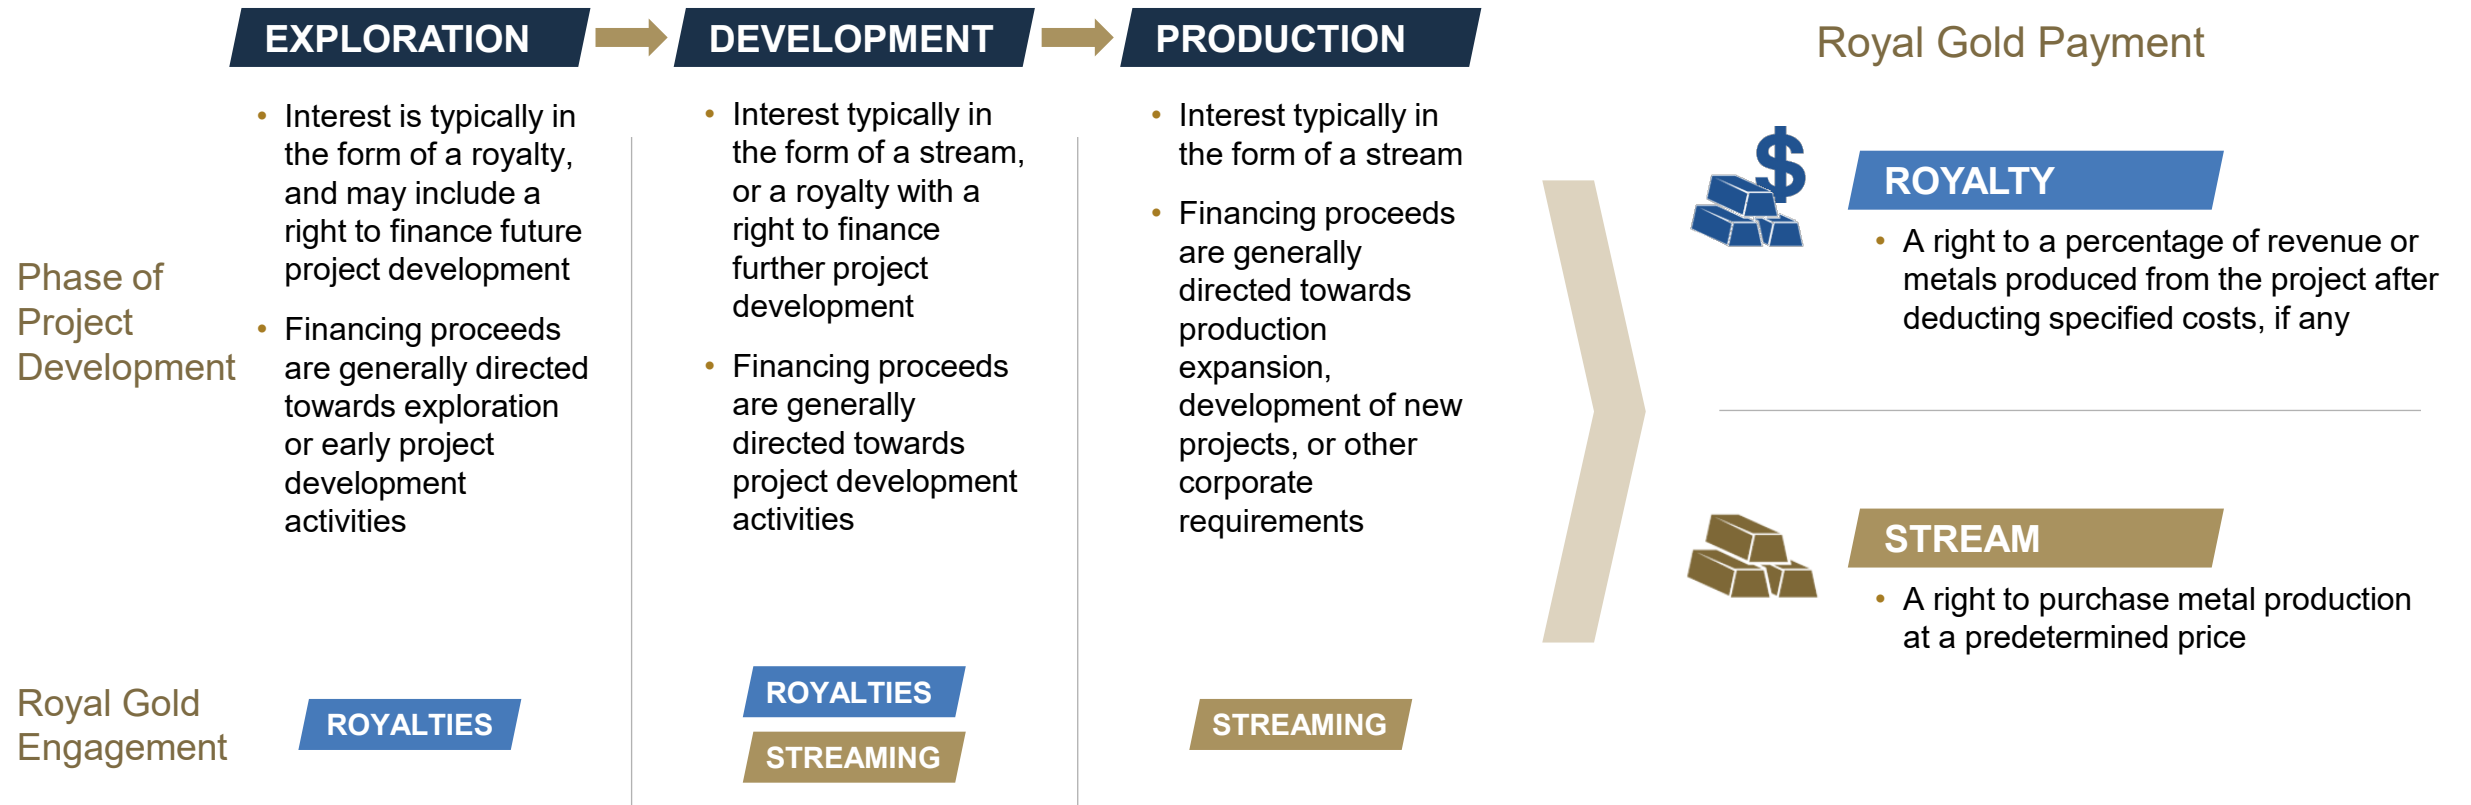 EXPLORATION
DEVELOPMENT
PRODUCTION
Royal Gold Payment
Phase of
Project
Development
• Interest is typically in
the form of a royalty,
and may include a
right to finance future
project development
• Financing proceeds
are generally directed
towards exploration
or early project
development
activities
• Interest typically in
the form of a stream,
or a royalty with a
right to finance
further project
development
• Financing proceeds
are generally
directed towards
project development
activities
• Interest typically in
the form of a stream
• Financing proceeds
are generally
directed towards
production
expansion,
development of new
projects, or other
corporate
requirements
$
ROYALTY
• A right to a percentage of revenue or
metals produced from the project after
deducting specified costs, if any
STREAM
• A right to purchase metal production
at a predetermined price
Royal Gold
Engagement
ROYALTIES
ROYALTIES
STREAMING
STREAMING